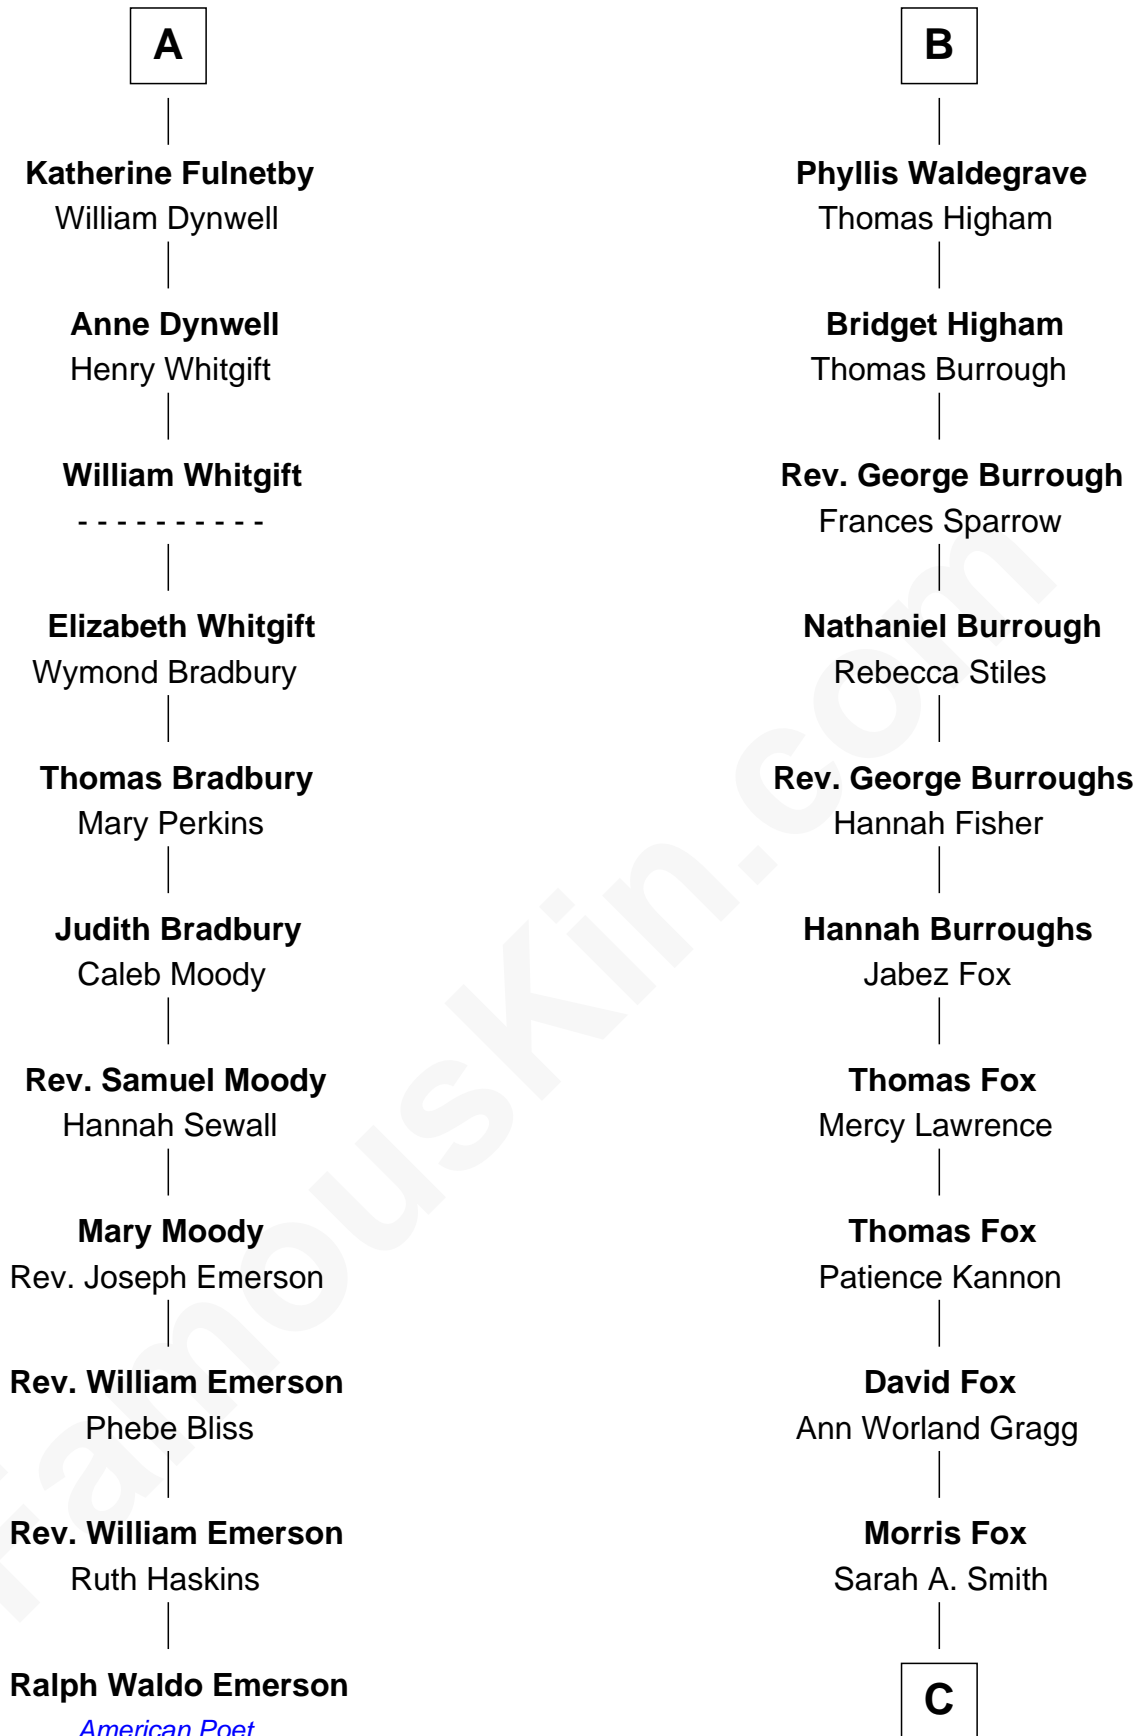 A
Katherine Fulnetby
William Dynwell
Anne Dynwell
Henry Whitgift
William Whitgift
- - - - - - - - - -
Elizabeth Whitgift
Wymond Bradbury
Thomas Bradbury
Mary Perkins
Judith Bradbury
Caleb Moody
Rev. Samuel Moody
Hannah Sewall
Mary Moody
Rev. Joseph Emerson
Rev. William Emerson
Phebe Bliss
Rev. William Emerson
Ruth Haskins
Ralph Waldo Emerson
American Poet
B
Phyllis Waldegrave
Thomas Higham
Bridget Higham
Thomas Burrough
Rev. George Burrough
Frances Sparrow
Nathaniel Burrough
Rebecca Stiles
Rev. George Burroughs
Hannah Fisher
Hannah Burroughs
Jabez Fox
Thomas Fox
Mercy Lawrence
Thomas Fox
Patience Kannon
David Fox
Ann Worland Gragg
Morris Fox
Sarah A. Smith
C
FamousKin.com